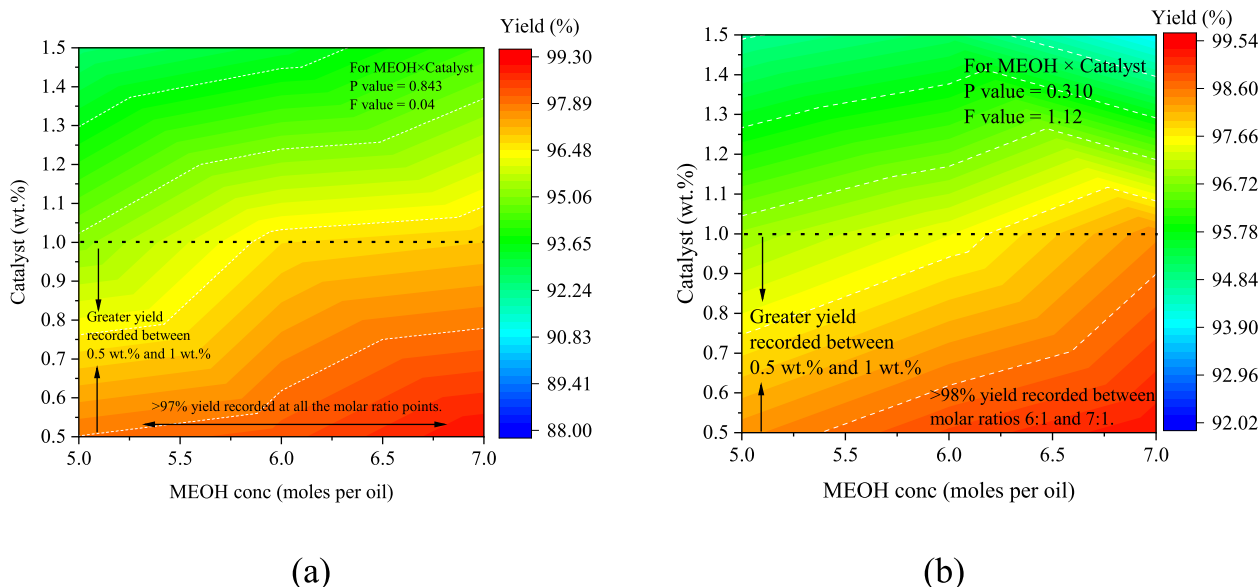 Yield (%)
1.5
1.4
1.3
1.2
1.1
1.0
0.9
0.8
0.7
0.6
0.5
Catalyst (wt.%)
For MEOH×Catalyst
P value = 0.843
F value = 0.04
Greater yield
recorded between
0.5 wt.% and 1 wt.%
>97% yield recorded at all the molar ratio points.
5.0 5.5 6.0 6.5 7.0
MEOH conc (moles per oil)
99.30
97.89
96.48
95.06
93.65
92.24
90.83
89.41
88.00
(a)
Yield (%)
1.5
1.4
1.3
1.2
1.1
1.0
0.9
0.8
0.7
0.6
0.5
Catalyst (wt.%)
For MEOH × Catalyst
P value = 0.310
F value = 1.12
Greater yield
recorded between
0.5 wt.% and 1 wt.%
>98% yield recorded between
molar ratios 6:1 and 7:1.
5.0 5.5 6.0 6.5 7.0
MEOH conc (moles per oil)
99.54
98.60
97.66
96.72
95.78
94.84
93.90
92.96
92.02
(b)